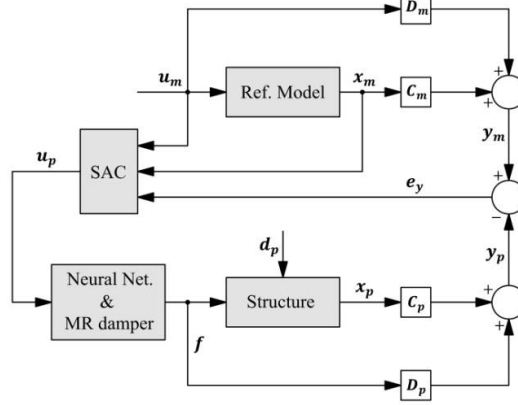 D_m
u_m
Ref. Model
x_m
C_m
+
+
y_m
u_p
SAC
e_y
+
−
d_p
y_p
Neural Net.
&
MR damper
Structure
x_p
C_p
+
+
f
D_p